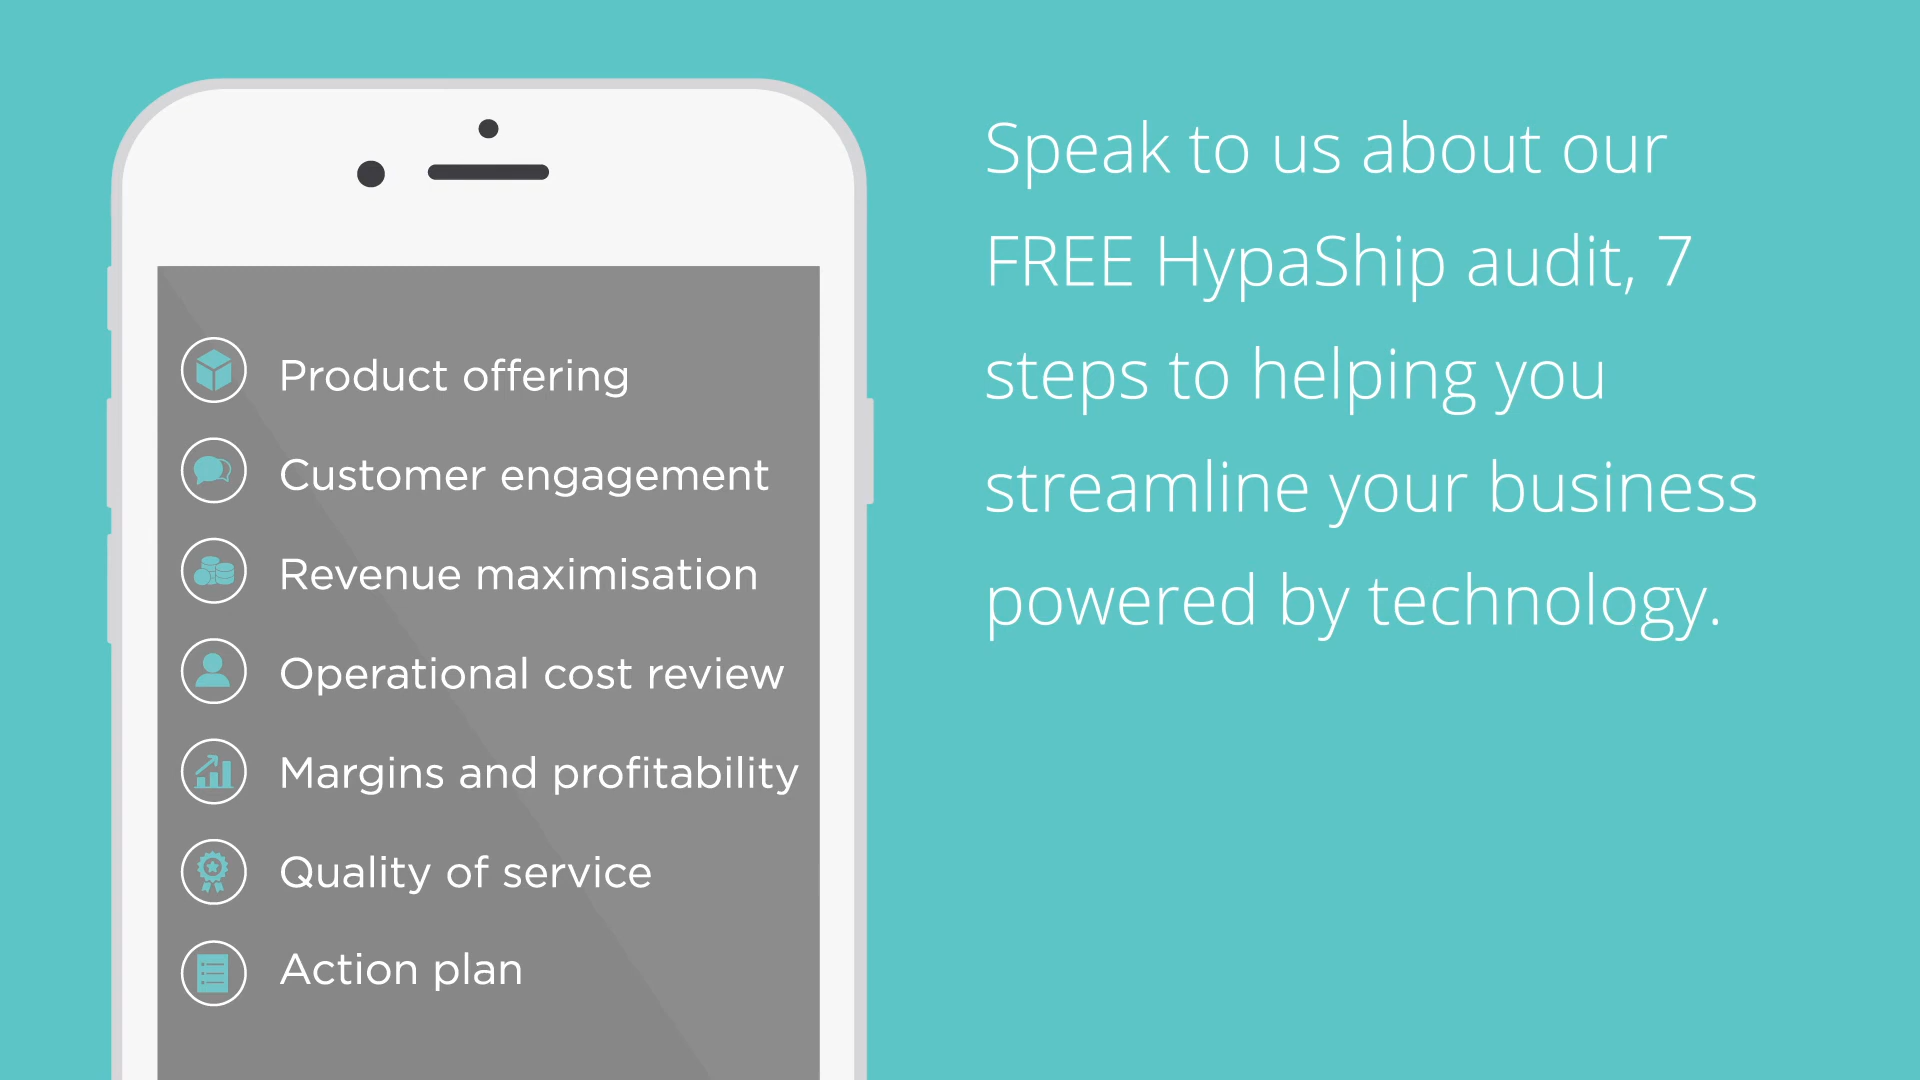 Product offering
Customer engagement
Revenue maximisation
Operational cost review
Margins and profitability
Quality of service
Action plan
Speak to us about our
FREE HypaShip audit, 7
steps to helping you
streamline your business
powered by technology.